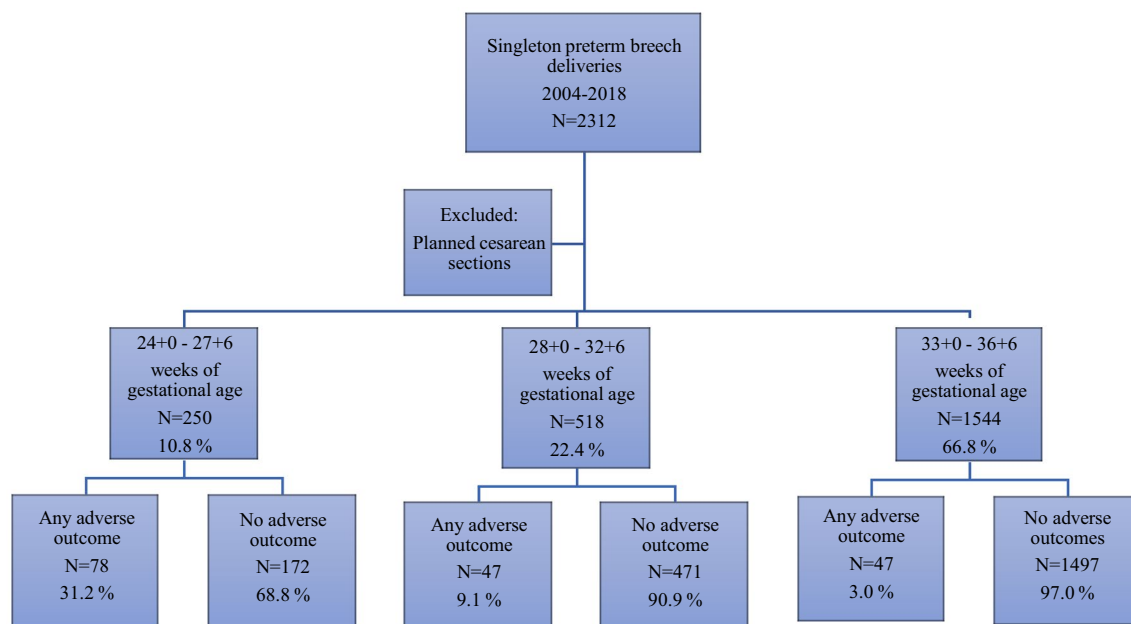 Singleton preterm breech
deliveries
2004-2018
N=2312
Excluded:
Planned cesarean
sections
24+0 - 27+6
weeks of
gestational age
N=250
10.8 %
28+0 - 32+6
weeks of
gestational age
N=518
22.4 %
33+0 - 36+6
weeks of
gestational age
N=1544
66.8 %
Any adverse
outcome
N=78
31.2 %
No adverse
outcome
N=172
68.8 %
Any adverse
outcome
N=47
9.1 %
No adverse
outcome
N=471
90.9 %
Any adverse
outcome
N=47
3.0 %
No adverse
outcomes
N=1497
97.0 %